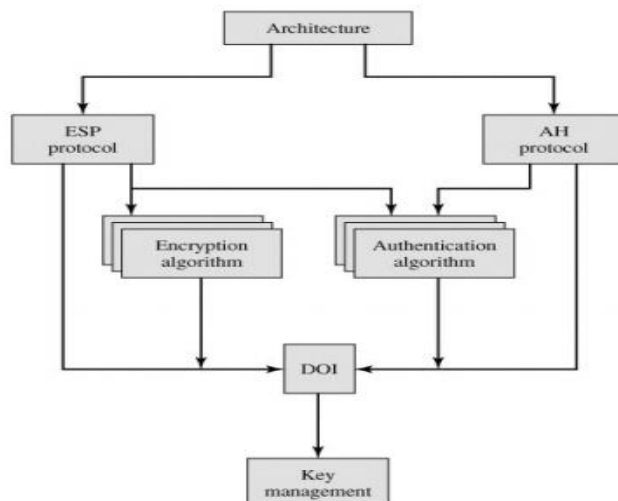 Architecture
ESP
protocol
AH
protocol
Encryption
algorithm
Authentication
algorithm
DOI
Key
management